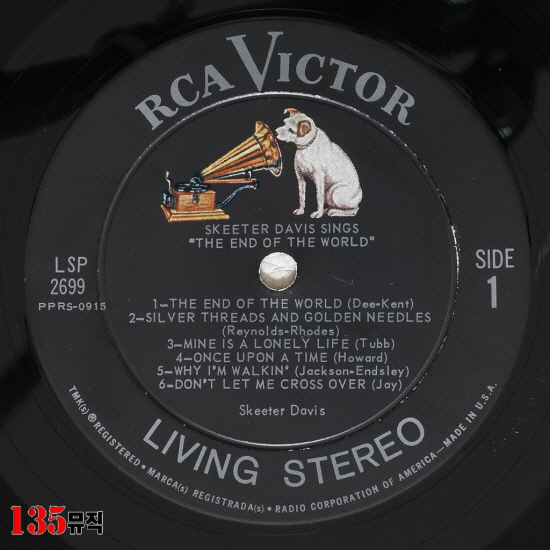 RCA VICTOR
SKEETER DAVIS SINGS
"THE END OF THE WORLD"
LSP
2699
PPRS-0915
SIDE
1
1—THE END OF THE WORLD (Dee-Kent)
2—SILVER THREADS AND GOLDEN NEEDLES
(Reynolds-Rhodes)
3—MINE IS A LONELY LIFE (Tubb)
4—ONCE UPON A TIME (Howard)
5—WHY I'M WALKIN' (Jackson-Endsley)
6—DON'T LET ME CROSS OVER (Jay)
Skeeter Davis
LIVING STEREO
TMK(s) ® REGISTERED • MARCA(s) REGISTRADA(s) • RADIO CORPORATION OF AMERICA—MADE IN U.S.A.
135뮤직